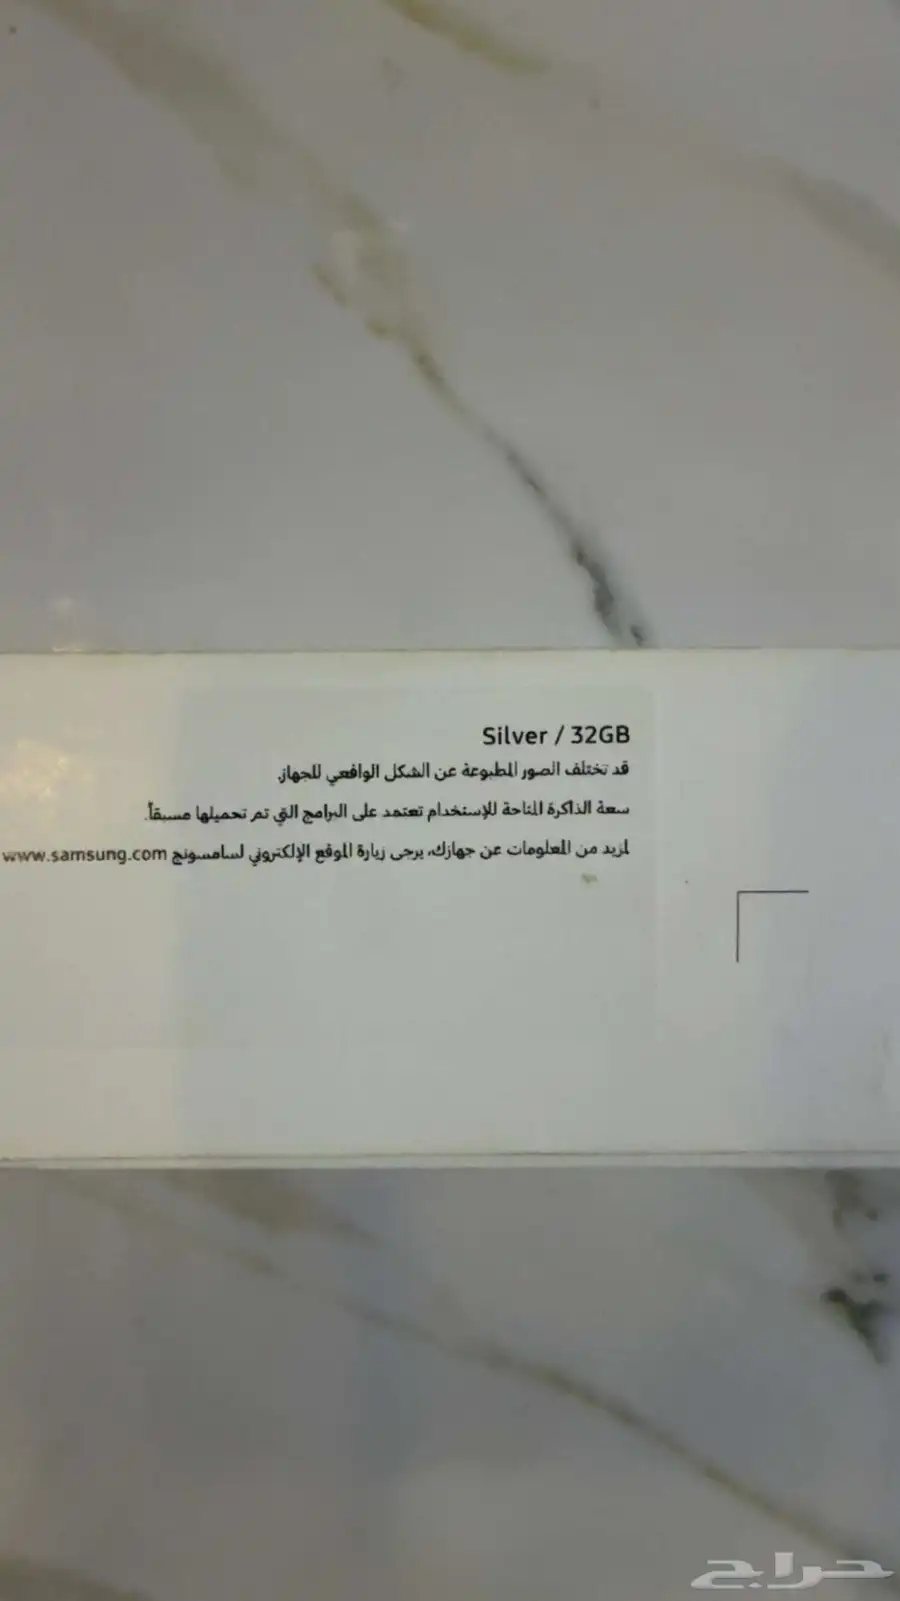 Silver / 32GB
قد تختلف الصور المطبوعة عن الشكل الواقعي للجهاز.
سعة الذاكرة المتاحة للإستخدام تعتمد على البرامج التي تم تحميلها مسبقاً.
لمزيد من المعلومات عن جهازك، يرجى زيارة الموقع الإلكتروني لسامسونج www.samsung.com
حراج